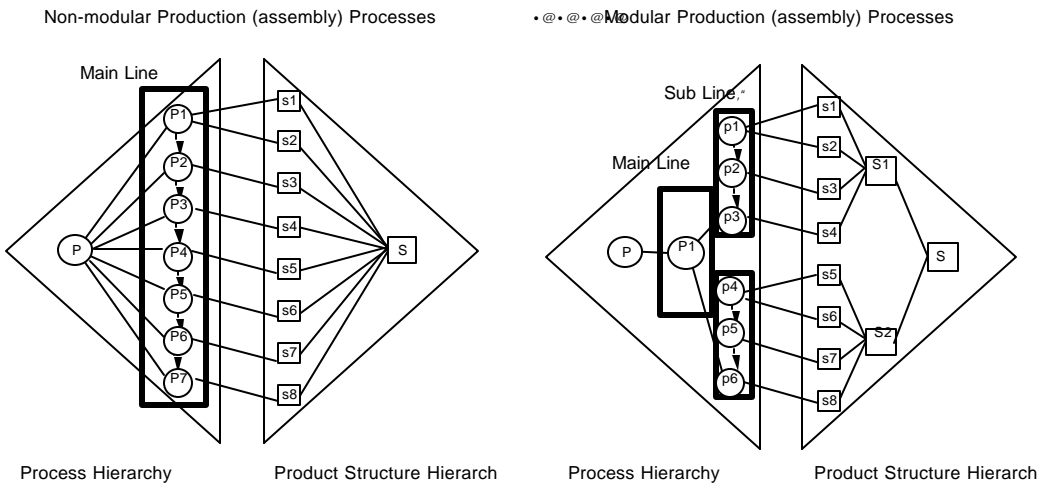 Non-modular Production (assembly) Processes
Main Line
P1
P2
P3
P4
P5
P6
P7
P
s1
s2
s3
s4
s5
s6
s7
s8
S
Process Hierarchy
Product Structure Hierarch
•@•@•@•@Modular Production (assembly) Processes
Sub Line
Main Line
p1
p2
p3
P
P1
p4
p5
p6
s1
s2
s3
s4
s5
s6
s7
s8
S1
S2
S
Process Hierarchy
Product Structure Hierarch